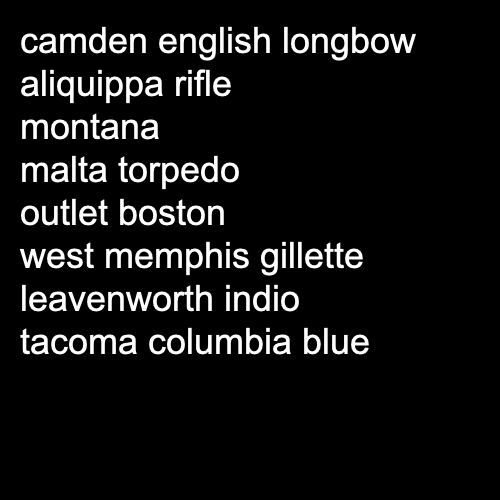 camden english longbow
aliquippa rifle
montana
malta torpedo
outlet boston
west memphis gillette
leavenworth indio
tacoma columbia blue